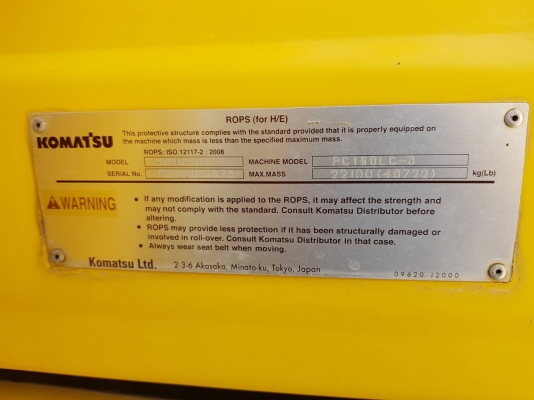 ROPS (for H/E)
KOMATSU
This protective structure complies with the standard provided that it is properly equipped on
the machine which mass is less than the specified maximum mass.
ROPS: ISO 12117-2 : 2008
MODEL MACHINE MODEL PC180LC-8
SERIAL No. MAX.MASS 22100(48722) kg(Lb)
WARNING
• If any modification is applied to the ROPS, it may affect the strength and
may not comply with the standard. Consult Komatsu Distributor before
altering.
• ROPS may provide less protection if it has been structurally damaged or
involved in roll-over. Consult Komatsu Distributor in that case.
• Always wear seat belt when moving.
Komatsu Ltd. 2-3-6 Akasaka, Minato-ku, Tokyo, Japan
09620-J2000